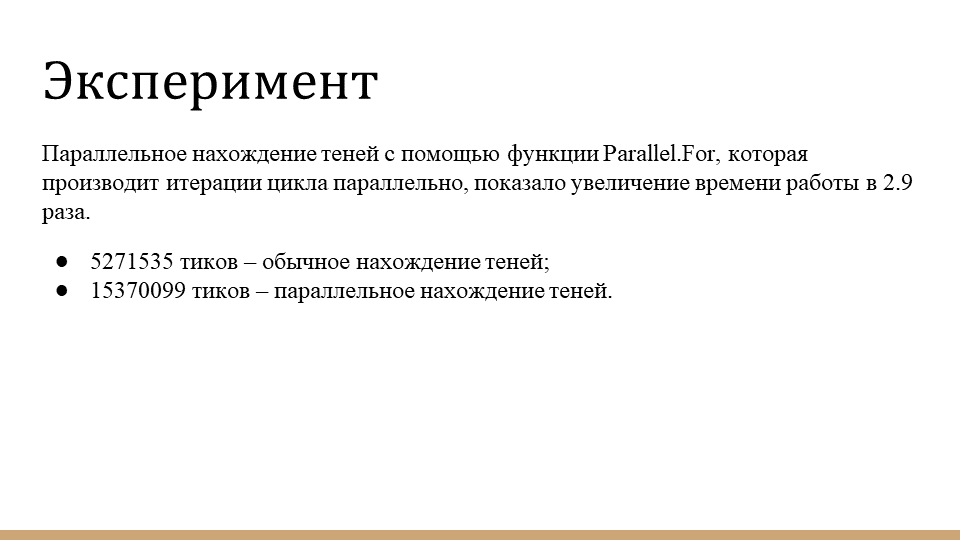 Эксперимент
Параллельное нахождение теней с помощью функции Parallel.For, которая
производит итерации цикла параллельно, показало увеличение времени работы в 2.9
раза.
● 5271535 тиков – обычное нахождение теней;
● 15370099 тиков – параллельное нахождение теней.